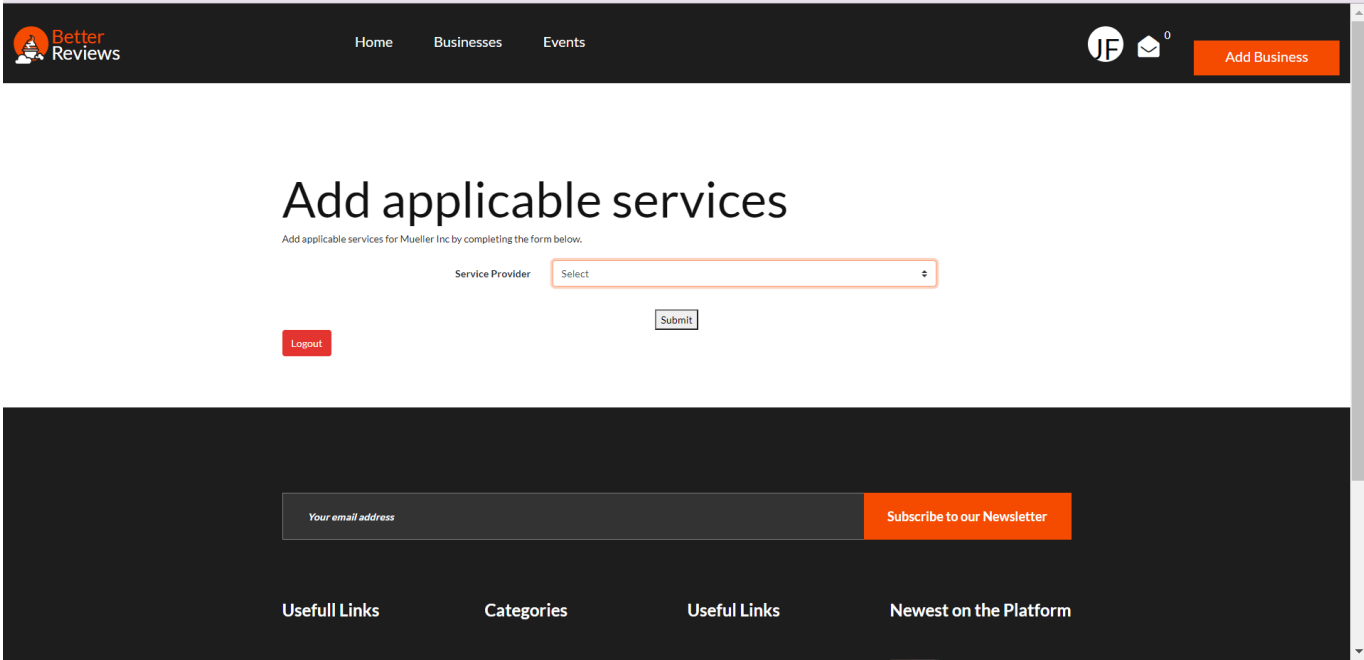 Better
Reviews
Home Businesses Events
JF
0
Add Business
Add applicable services
Add applicable services for Mueller Inc by completing the form below.
Service Provider Select
Submit
Logout
Your email address Subscribe to our Newsletter
Usefull Links Categories Useful Links Newest on the Platform